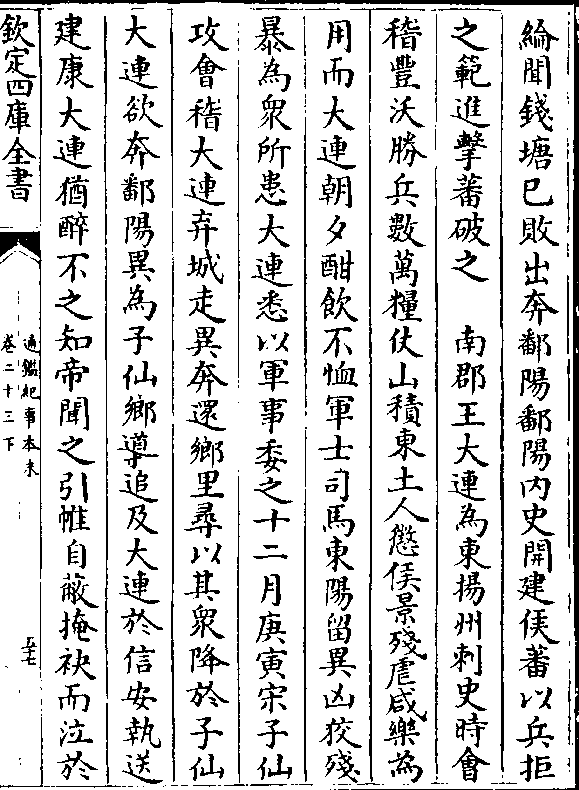 綸聞錢塘已敗出奔鄱陽鄱陽内史開建侯蕃以兵拒
之範進擊蕃破之　南郡王大連為東揚州刺史時會
稽豐沃勝兵數萬糧仗山積東土人懲侯景殘虐咸樂為
用而大連朝夕酣飲不恤軍士司馬東陽留異凶狡殘
暴為衆所患大連悉以軍事委之十二月庚寅宋子仙
攻會稽大連弃城走異奔還鄉里尋以其衆降於子仙
大連欲奔鄱陽異為子仙鄉導追及大連於信安執送
建康大連猶醉不之知帝聞之引帷自蔽掩袂而泣於
欽定四庫全書
通鑑紀事本末
卷二十三下
五七